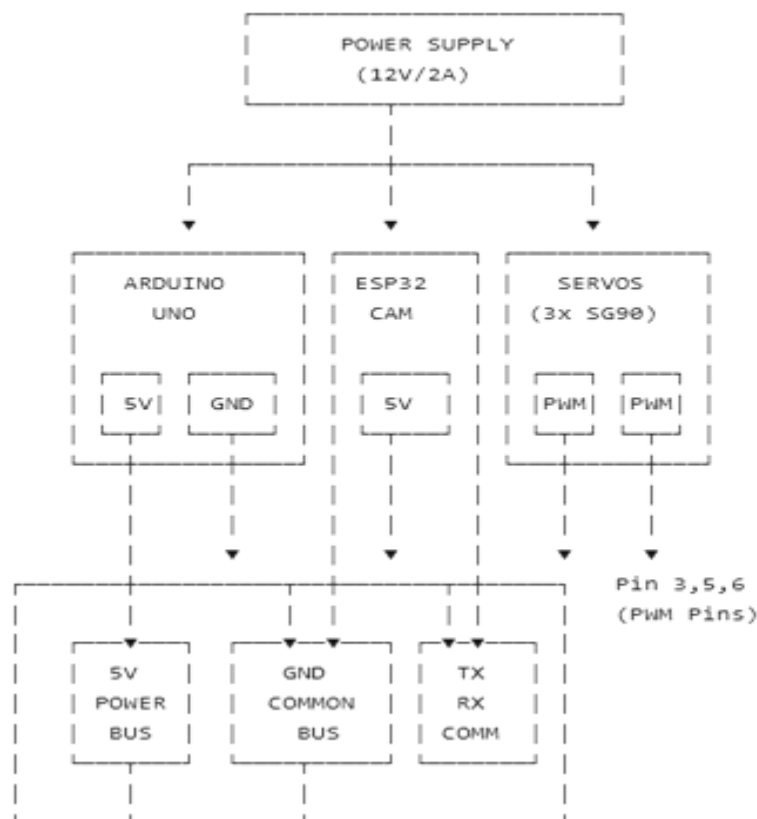 POWER SUPPLY
(12V/2A)
ARDUINO
UNO
ESP32
CAM
SERVOS
(3x SG90)
5V
GND
5V
PWM
PWM
Pin 3,5,6
(PWM Pins)
5V
POWER
BUS
GND
COMMON
BUS
TX
RX
COMM